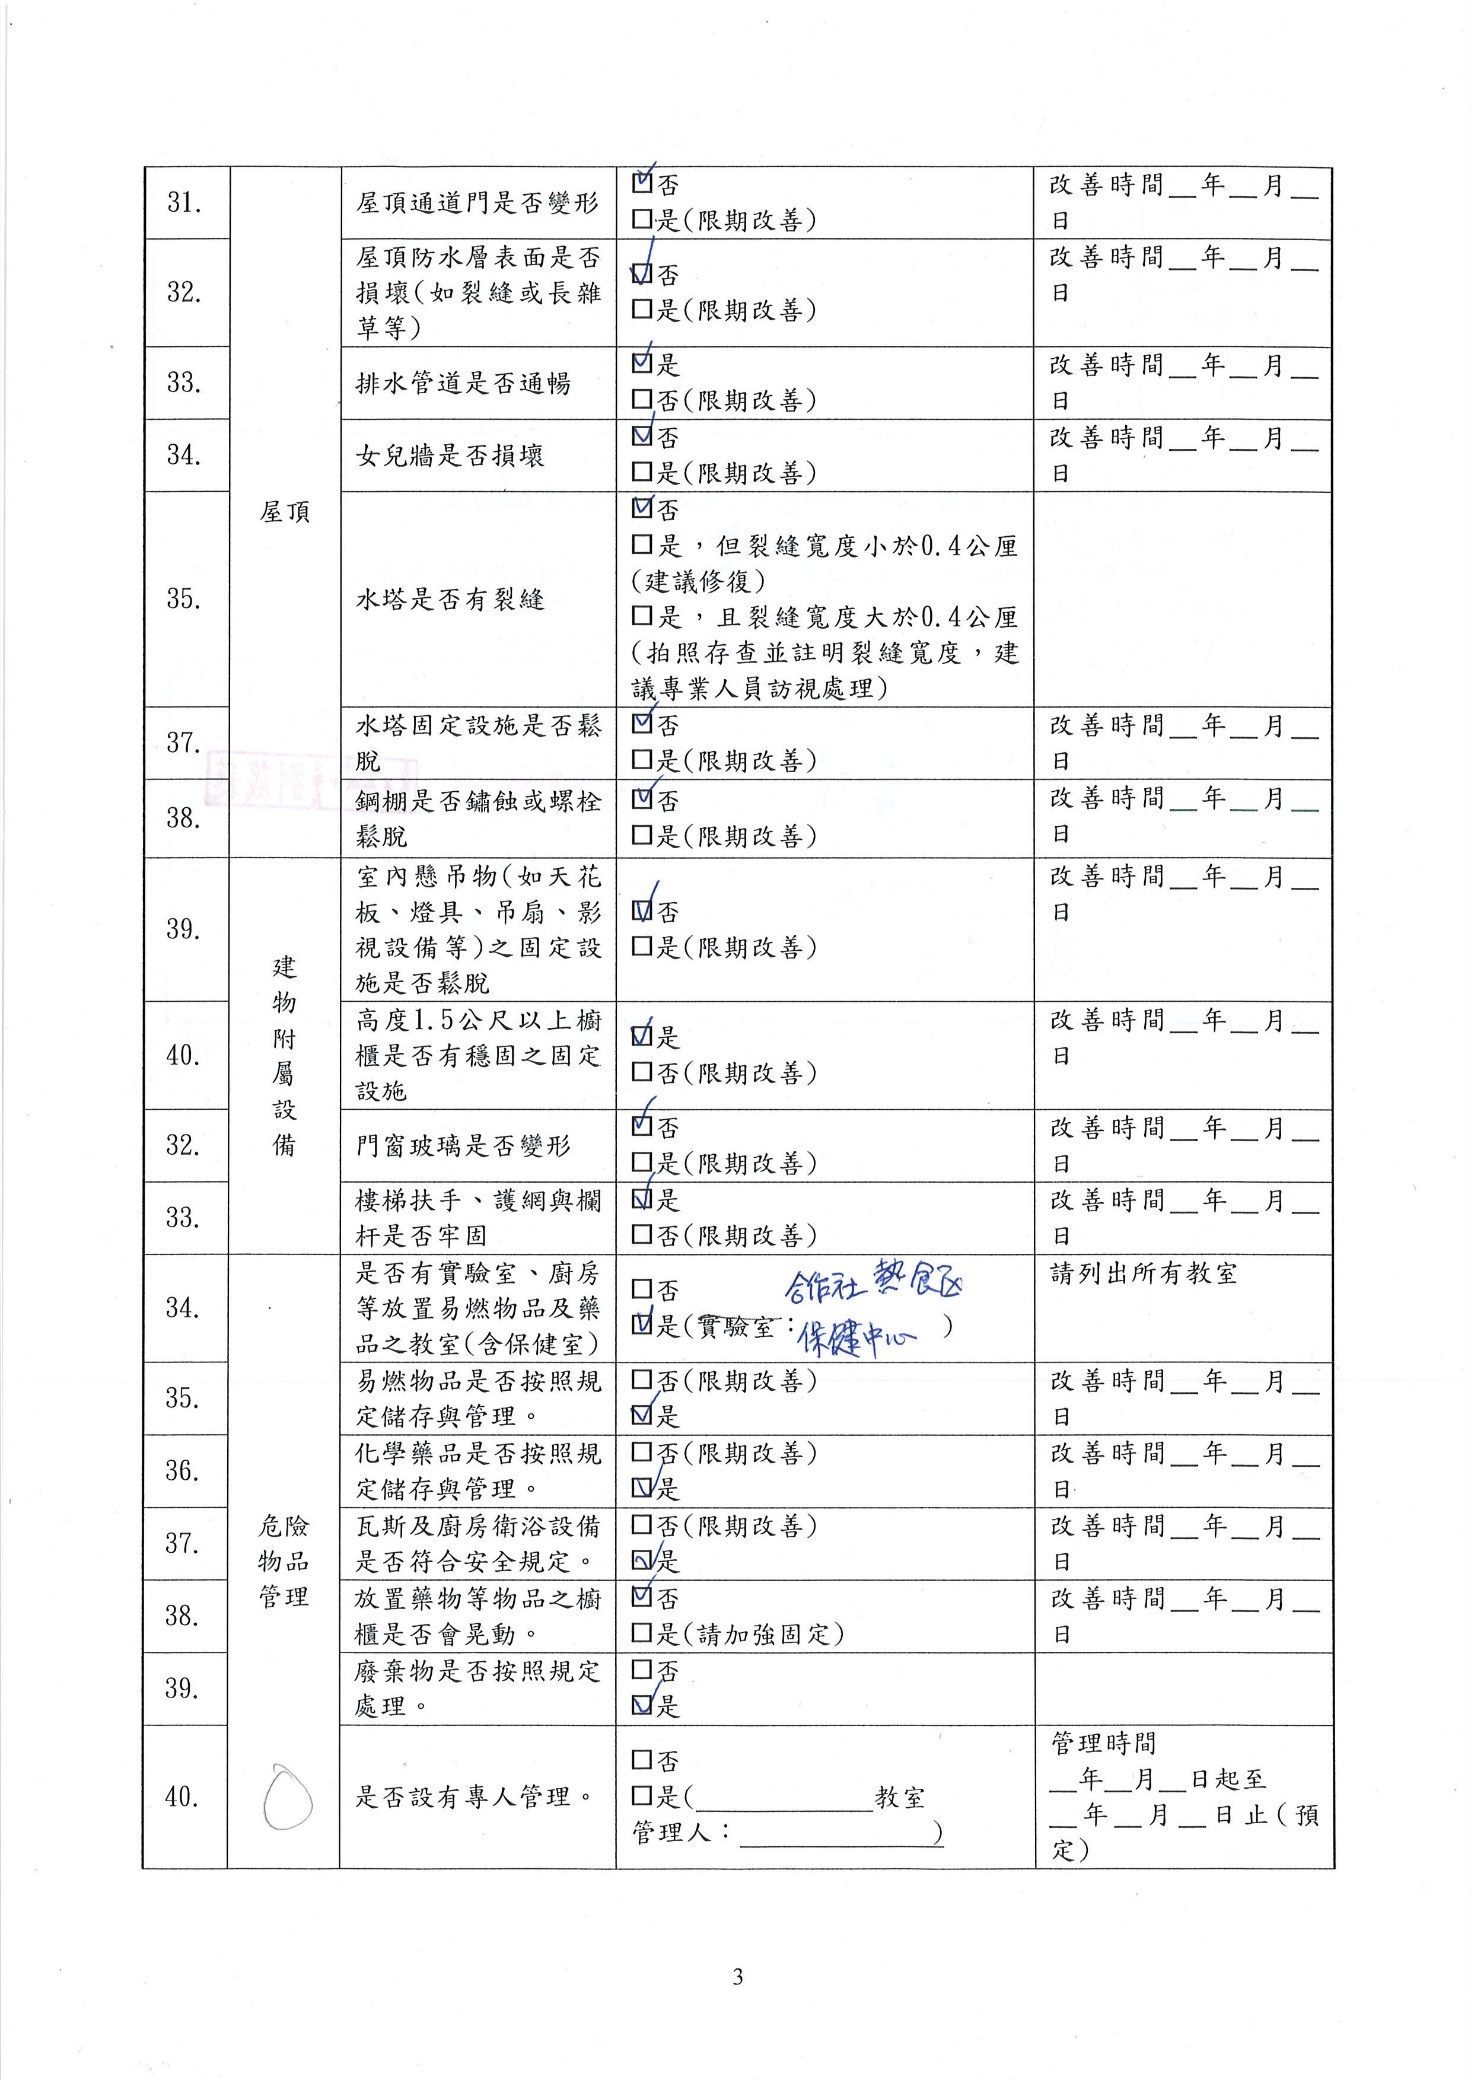 31.
屋頂
屋頂通道門是否變形
☑否
□是(限期改善)
改善時間__年__月__
日
32.
屋頂防水層表面是否
損壞(如裂縫或長雜
草等)
☑否
□是(限期改善)
改善時間__年__月__
日
33.
排水管道是否通暢
☑是
□否(限期改善)
改善時間__年__月__
日
34.
女兒牆是否損壞
☑否
□是(限期改善)
改善時間__年__月__
日
35.
水塔是否有裂縫
☑否
□是，但裂縫寬度小於0.4公厘
(建議修復)
□是，且裂縫寬度大於0.4公厘
(拍照存查並註明裂縫寬度，建
議專業人員訪視處理)
37.
水塔固定設施是否鬆
脫
☑否
□是(限期改善)
改善時間__年__月__
日
38.
鋼棚是否鏽蝕或螺栓
鬆脫
☑否
□是(限期改善)
改善時間__年__月__
日
39.
建物附屬設備
室內懸吊物(如天花
板、燈具、吊扇、影
視設備等)之固定設
施是否鬆脫
☑否
□是(限期改善)
改善時間__年__月__
日
40.
高度1.5公尺以上櫥
櫃是否有穩固之固定
設施
☑是
□否(限期改善)
改善時間__年__月__
日
32.
門窗玻璃是否變形
☑否
□是(限期改善)
改善時間__年__月__
日
33.
樓梯扶手、護網與欄
杆是否牢固
☑是
□否(限期改善)
改善時間__年__月__
日
34.
危險
物品
管理
是否有實驗室、廚房
等放置易燃物品及藥
品之教室(含保健室)
□否
合作社 熱食區
☑是(實驗室：保健中心)
請列出所有教室
35.
易燃物品是否按照規
定儲存與管理。
□否(限期改善)
☑是
改善時間__年__月__
日
36.
化學藥品是否按照規
定儲存與管理。
□否(限期改善)
☑是
改善時間__年__月__
日
37.
瓦斯及廚房衛浴設備
是否符合安全規定。
□否(限期改善)
☑是
改善時間__年__月__
日
38.
放置藥物等物品之櫥
櫃是否會晃動。
☑否
□是(請加強固定)
改善時間__年__月__
日
39.
廢棄物是否按照規定
處理。
□否
☑是
40.
是否設有專人管理。
□否
□是(____________教室
管理人：____________)
管理時間
__年__月__日起至
__年__月__日止(預
定)
3